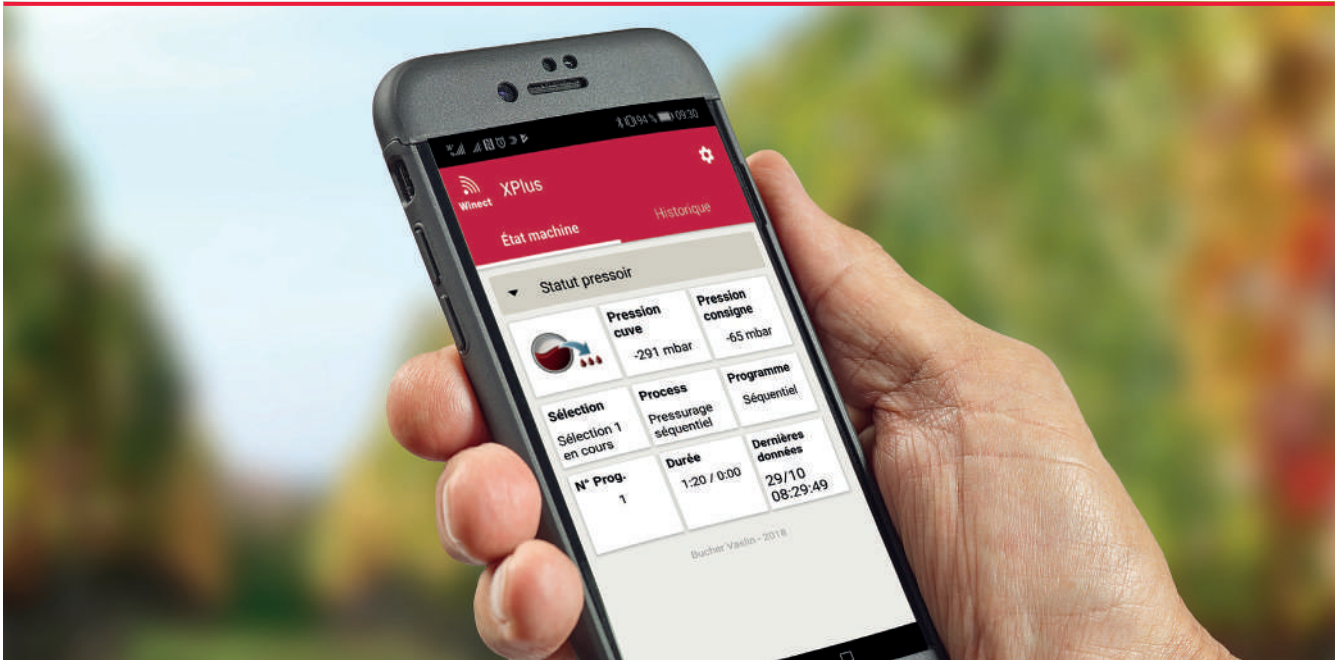 94 % 09:30
Winect XPlus
État machine Historique
Statut pressoir
Pression
cuve
-291 mbar
Pression
consigne
-65 mbar
Sélection
Sélection 1
en cours
Process
Pressurage
séquentiel
Programme
Séquentiel
N° Prog.
1
Durée
1:20 / 0:00
Dernières
données
29/10
08:29:49
Bucher Vaslin - 2018